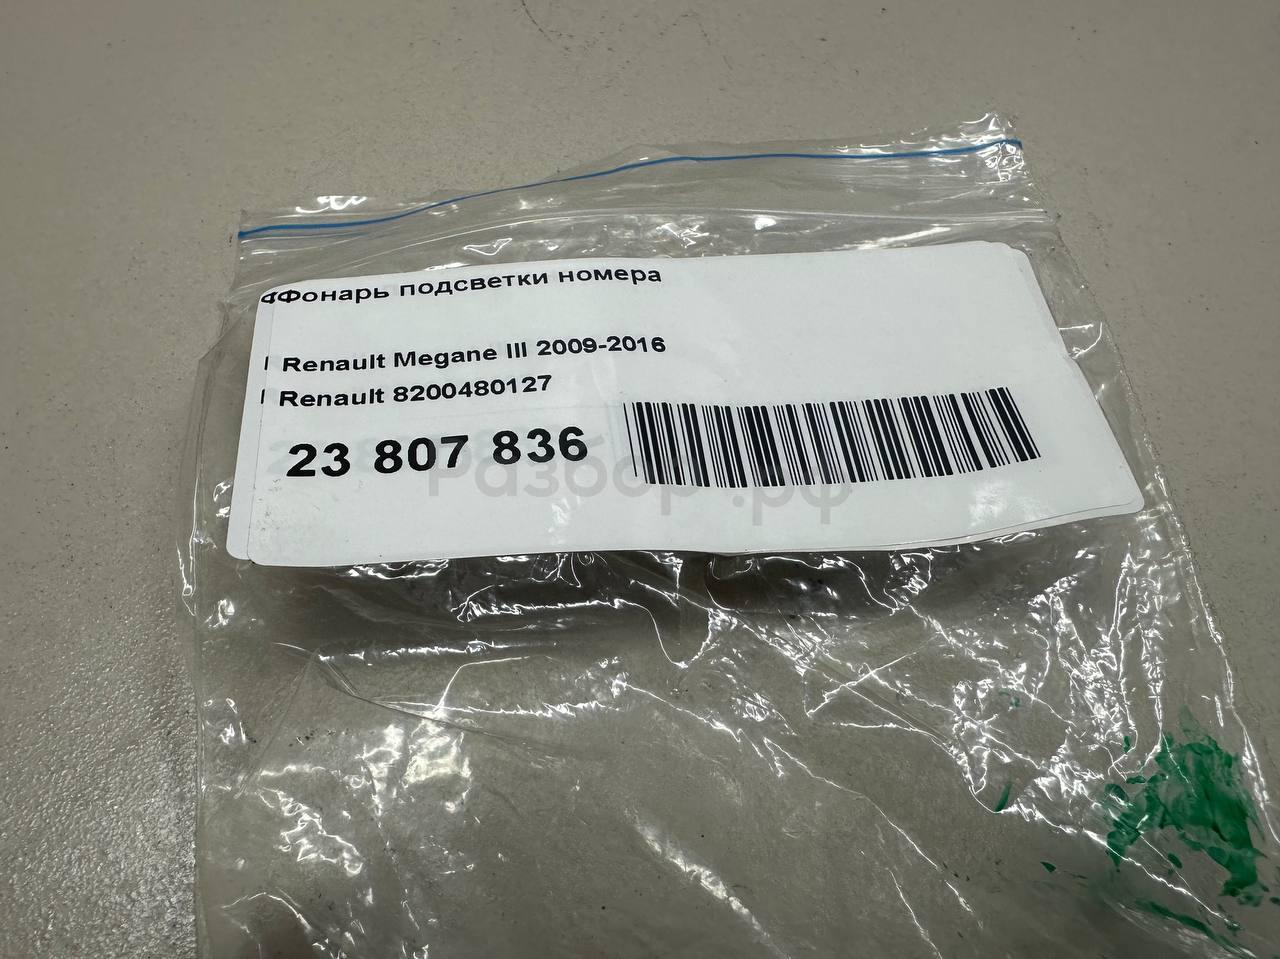 Фонарь подсветки номера
Renault Megane III 2009-2016
Renault 8200480127
23 807 836
Разбор.рф